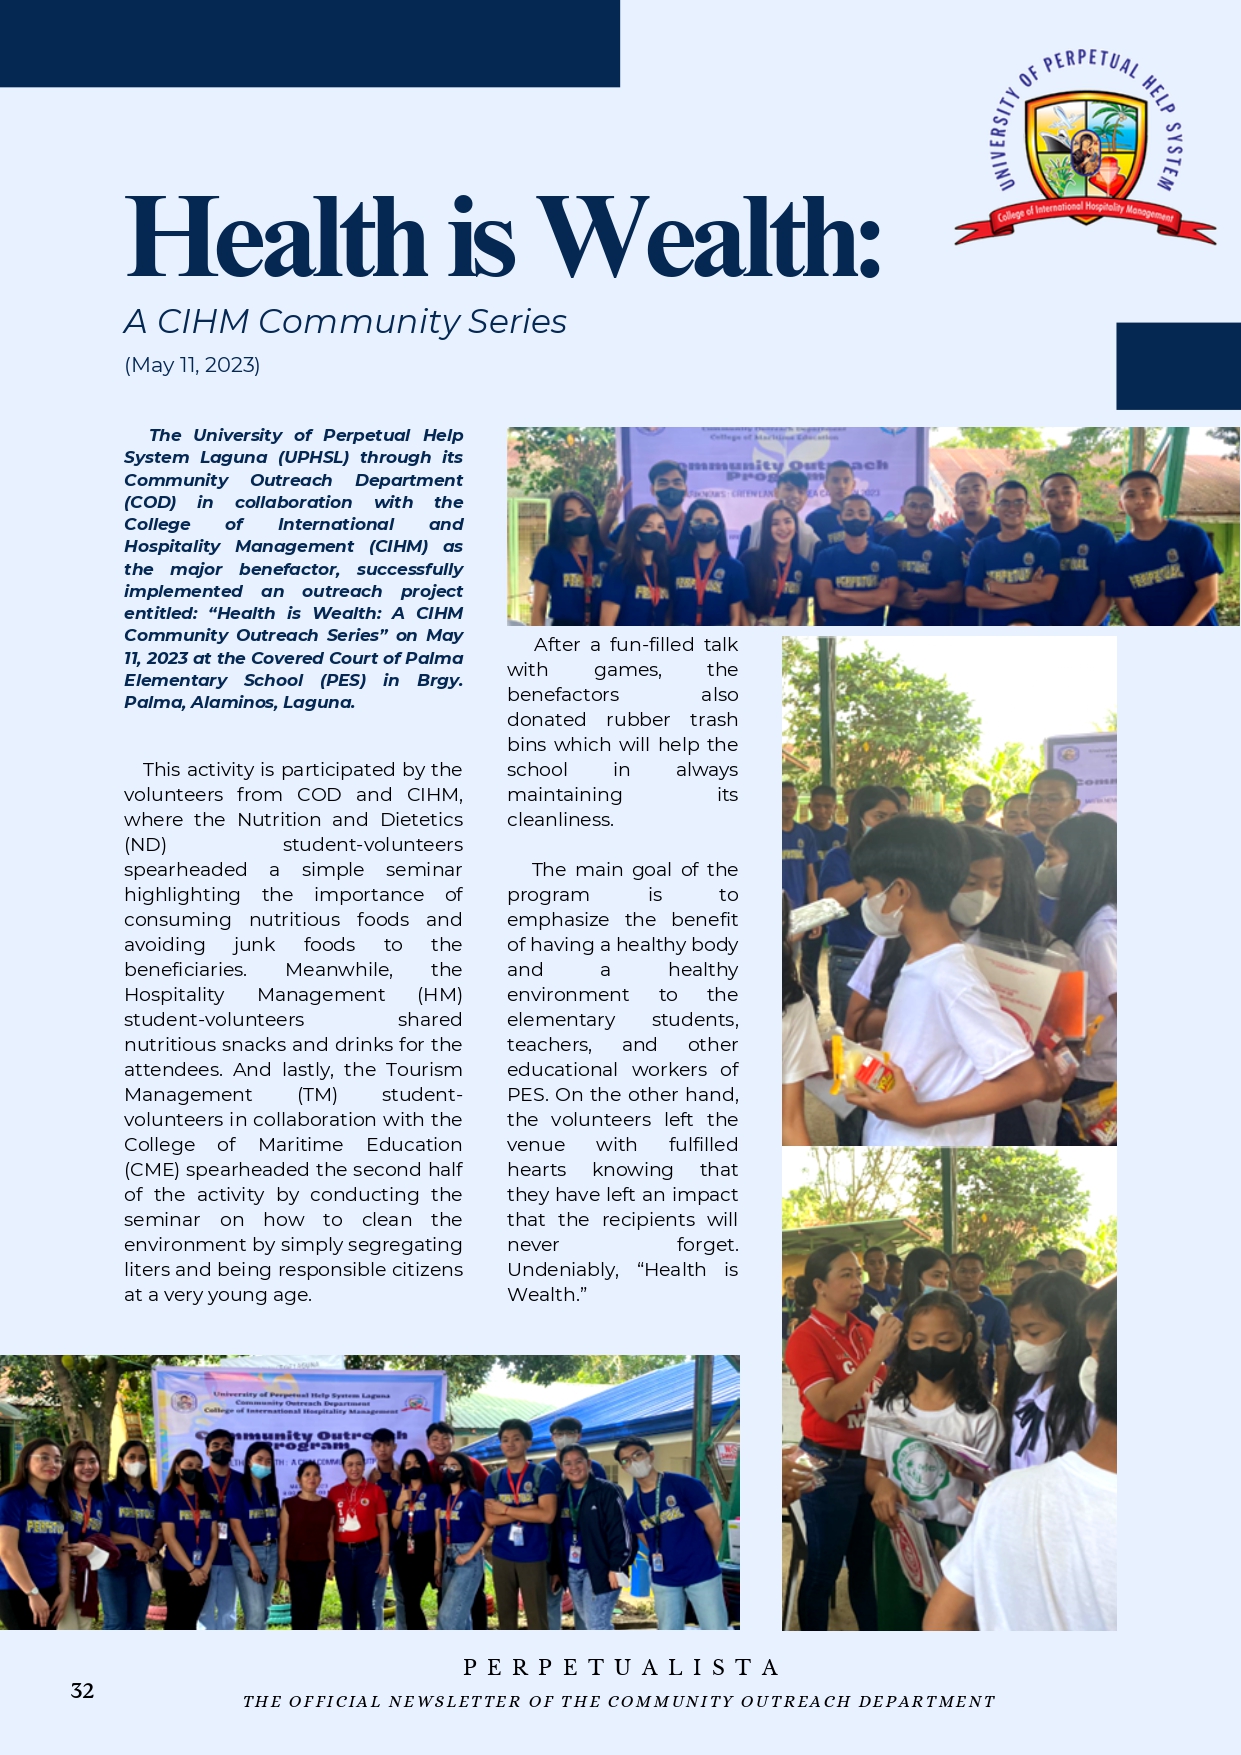 UNIVERSITY OF PERPETUAL HELP SYSTEM
College of International Hospitality Management
Health is Wealth:
A CIHM Community Series
(May 11, 2023)
The University of Perpetual Help
System Laguna (UPHSL) through its
Community Outreach Department
(COD) in collaboration with the
College of International and
Hospitality Management (CIHM) as
the major benefactor, successfully
implemented an outreach project
entitled: “Health is Wealth: A CIHM
Community Outreach Series” on May
11, 2023 at the Covered Court of Palma
Elementary School (PES) in Brgy.
Palma, Alaminos, Laguna.
This activity is participated by the
volunteers from COD and CIHM,
where the Nutrition and Dietetics
(ND) student-volunteers
spearheaded a simple seminar
highlighting the importance of
consuming nutritious foods and
avoiding junk foods to the
beneficiaries. Meanwhile, the
Hospitality Management (HM)
student-volunteers shared
nutritious snacks and drinks for the
attendees. And lastly, the Tourism
Management (TM) student-
volunteers in collaboration with the
College of Maritime Education
(CME) spearheaded the second half
of the activity by conducting the
seminar on how to clean the
environment by simply segregating
liters and being responsible citizens
at a very young age.
College of Maritime Education
Community Outreach
Program
PERPETUAL
After a fun-filled talk
with games, the
benefactors also
donated rubber trash
bins which will help the
school in always
maintaining its
cleanliness.
The main goal of the
program is to
emphasize the benefit
of having a healthy body
and a healthy
environment to the
elementary students,
teachers, and other
educational workers of
PES. On the other hand,
the volunteers left the
venue with fulfilled
hearts knowing that
they have left an impact
that the recipients will
never forget.
Undeniably, “Health is
Wealth.”
University of Perpetual Help System Laguna
Community Outreach Department
College of International Hospitality Management
Community Outreach
Program
PERPETUALISTA
THE OFFICIAL NEWSLETTER OF THE COMMUNITY OUTREACH DEPARTMENT
32